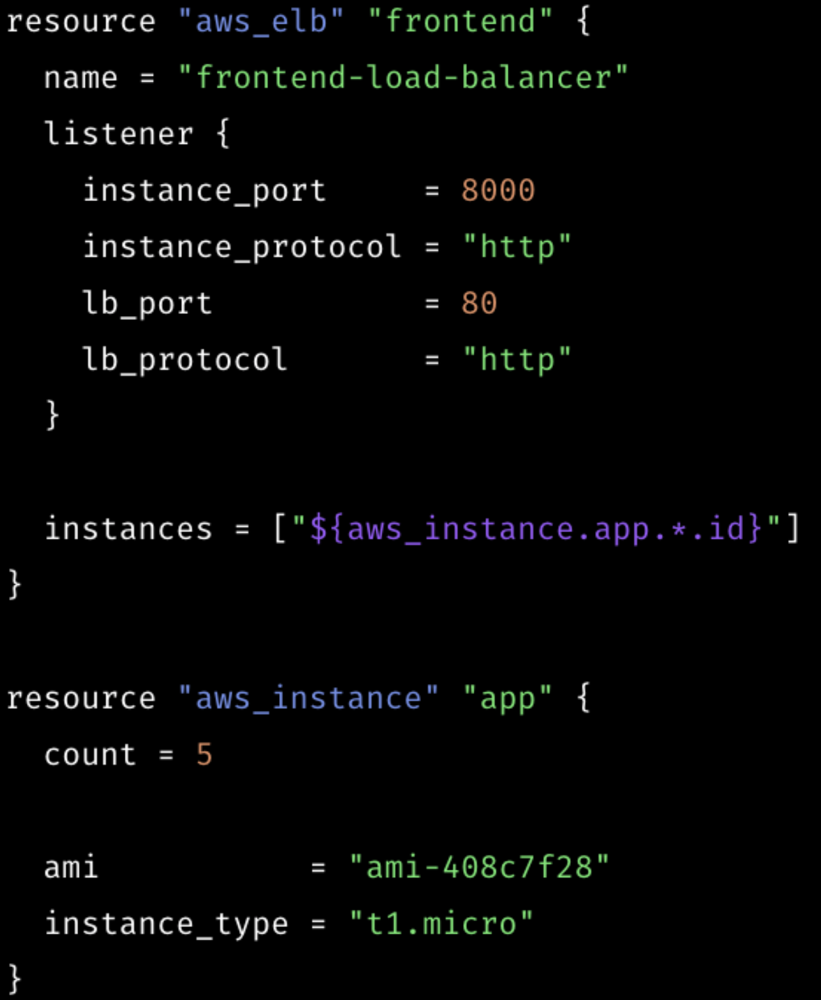 resource "aws_elb" "frontend" {
  name = "frontend-load-balancer"
  listener {
    instance_port     = 8000
    instance_protocol = "http"
    lb_port           = 80
    lb_protocol       = "http"
  }

  instances = ["${aws_instance.app.*.id}"]
}

resource "aws_instance" "app" {
  count = 5

  ami           = "ami-408c7f28"
  instance_type = "t1.micro"
}